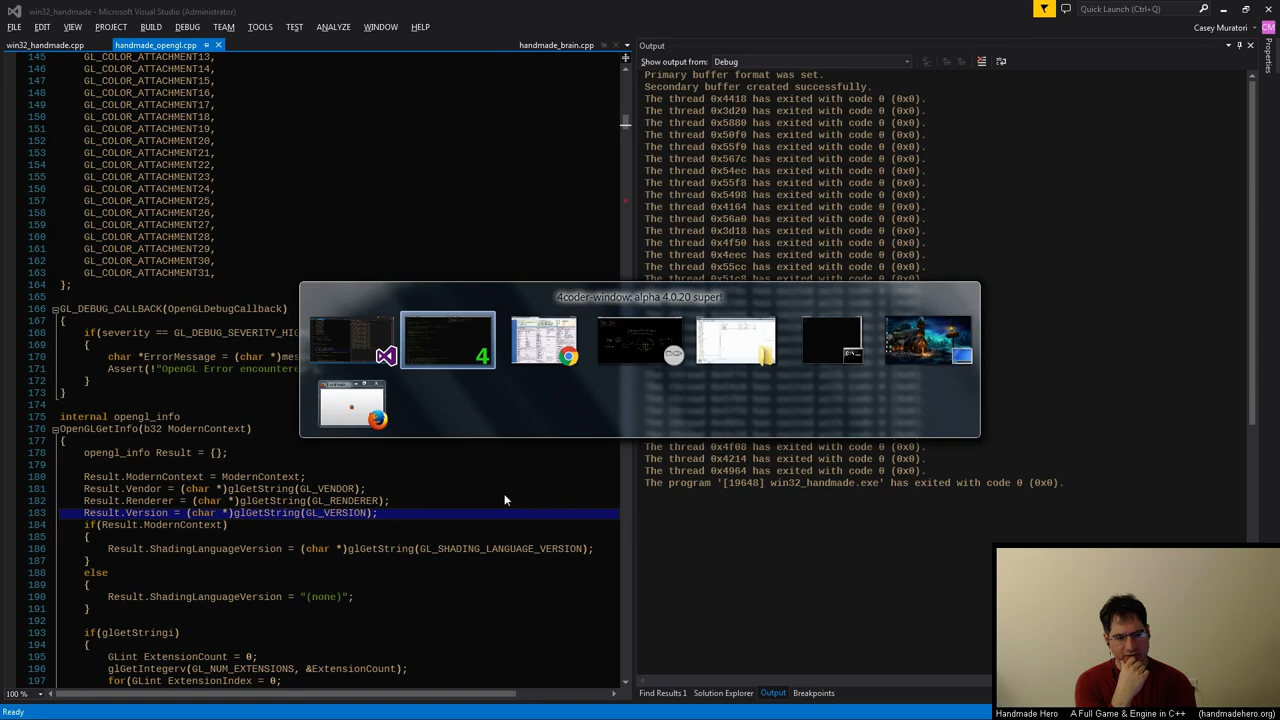 win32_handmade - Microsoft Visual Studio (Administrator)
Quick Launch (Ctrl+Q)
FILE EDIT VIEW PROJECT BUILD DEBUG TEAM TOOLS TEST ANALYZE WINDOW HELP
Casey Muratori CM
win32_handmade.cpp handmade_opengl.cpp handmade_brain.cpp
Output
Properties
Show output from: Debug
145 GL_COLOR_ATTACHMENT13,
146 GL_COLOR_ATTACHMENT14,
147 GL_COLOR_ATTACHMENT15,
148 GL_COLOR_ATTACHMENT16,
149 GL_COLOR_ATTACHMENT17,
150 GL_COLOR_ATTACHMENT18,
151 GL_COLOR_ATTACHMENT19,
152 GL_COLOR_ATTACHMENT20,
153 GL_COLOR_ATTACHMENT21,
154 GL_COLOR_ATTACHMENT22,
155 GL_COLOR_ATTACHMENT23,
156 GL_COLOR_ATTACHMENT24,
157 GL_COLOR_ATTACHMENT25,
158 GL_COLOR_ATTACHMENT26,
159 GL_COLOR_ATTACHMENT27,
160 GL_COLOR_ATTACHMENT28,
161 GL_COLOR_ATTACHMENT29,
162 GL_COLOR_ATTACHMENT30,
163 GL_COLOR_ATTACHMENT31,
164 };
165
166 GL_DEBUG_CALLBACK(OpenGLDebugCallback)
167 {
168 if(severity == GL_DEBUG_SEVERITY_HIG
169 {
170 char *ErrorMessage = (char *)mes
171 Assert(!"OpenGL Error encountere
172 }
173 }
174
175 internal opengl_info
176 OpenGLGetInfo(b32 ModernContext)
177 {
178 opengl_info Result = {};
179
180 Result.ModernContext = ModernContext;
181 Result.Vendor = (char *)glGetString(GL_VENDOR);
182 Result.Renderer = (char *)glGetString(GL_RENDERER);
183 Result.Version = (char *)glGetString(GL_VERSION);
184 if(Result.ModernContext)
185 {
186 Result.ShadingLanguageVersion = (char *)glGetString(GL_SHADING_LANGUAGE_VERSION);
187 }
188 else
189 {
190 Result.ShadingLanguageVersion = "(none)";
191 }
192
193 if(glGetStringi)
194 {
195 GLint ExtensionCount = 0;
196 glGetIntegerv(GL_NUM_EXTENSIONS, &ExtensionCount);
197 for(GLint ExtensionIndex = 0;
100 %
Primary buffer format was set.
Secondary buffer created successfully.
The thread 0x4418 has exited with code 0 (0x0).
The thread 0x3d20 has exited with code 0 (0x0).
The thread 0x5880 has exited with code 0 (0x0).
The thread 0x50f0 has exited with code 0 (0x0).
The thread 0x55f0 has exited with code 0 (0x0).
The thread 0x567c has exited with code 0 (0x0).
The thread 0x54ec has exited with code 0 (0x0).
The thread 0x55f8 has exited with code 0 (0x0).
The thread 0x5498 has exited with code 0 (0x0).
The thread 0x4164 has exited with code 0 (0x0).
The thread 0x56a0 has exited with code 0 (0x0).
The thread 0x3d18 has exited with code 0 (0x0).
The thread 0x4f50 has exited with code 0 (0x0).
The thread 0x4eec has exited with code 0 (0x0).
The thread 0x55cc has exited with code 0 (0x0).
The thread 0x51c8 has exited with code 0 (0x0).
4coder-window: alpha 4.0.20 super!
4
The thread 0x4f08 has exited with code 0 (0x0).
The thread 0x4214 has exited with code 0 (0x0).
The thread 0x4964 has exited with code 0 (0x0).
The program '[19648] win32_handmade.exe' has exited with code 0 (0x0).
Find Results 1 Solution Explorer Output Breakpoints
Ready
Handmade Hero A Full Game & Engine in C++ (handmadehero.org)